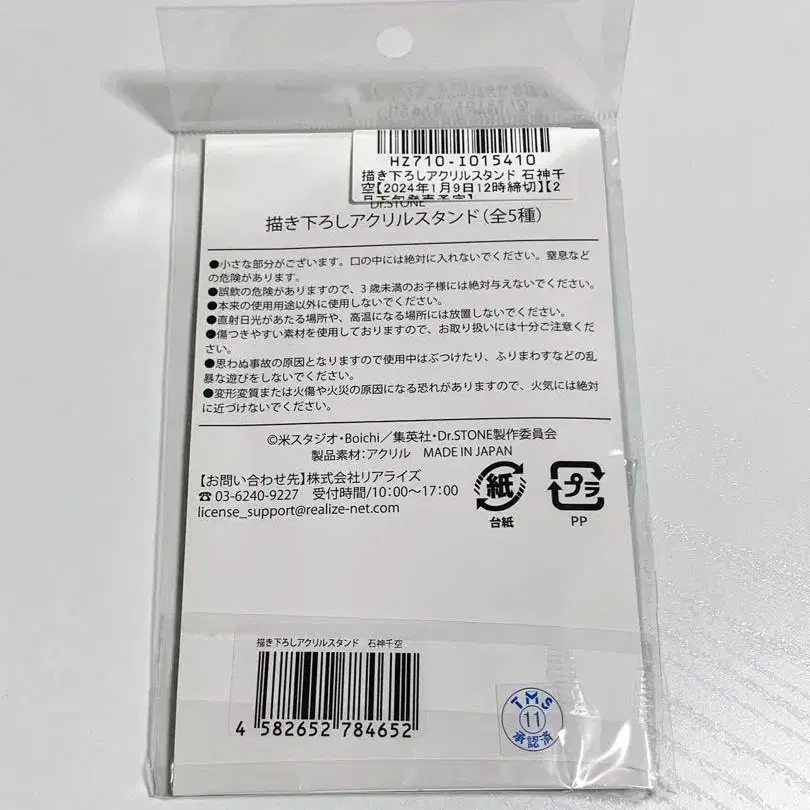 HZ710-I015410
描き下ろしアクリルスタンド 石神千
空【2024年1月9日12時締切】【2
月下旬発売予定】
Dr.STONE
描き下ろしアクリルスタンド（全5種）
●小さな部分がございます。口の中には絶対に入れないでください。窒息など
の危険があります。
●誤飲の危険がありますので、3歳未満のお子様には絶対与えないでください。
●本来の使用用途以外に使用しないでください。
●直射日光があたる場所や、高温になる場所には放置しないでください。
●傷つきやすい素材を使用しておりますので、お取り扱いには十分ご注意くだ
さい。
●思わぬ事故の原因となりますので使用中はぶつけたり、ふりまわすなどの乱
暴な遊びをしないでください。
●変形変質または火傷や火災の原因になる恐れがありますので、火気には絶対
に近づけないでください。
©米スタジオ・Boichi／集英社・Dr.STONE製作委員会
製品素材：アクリル MADE IN JAPAN
【お問い合わせ先】株式会社リアライズ
☎ 03-6240-9227 受付時間/10：00～17：00
license_support@realize-net.com
紙
台紙
プラ
PP
描き下ろしアクリルスタンド 石神千空
4 582652 784652
TMS
11
承認済